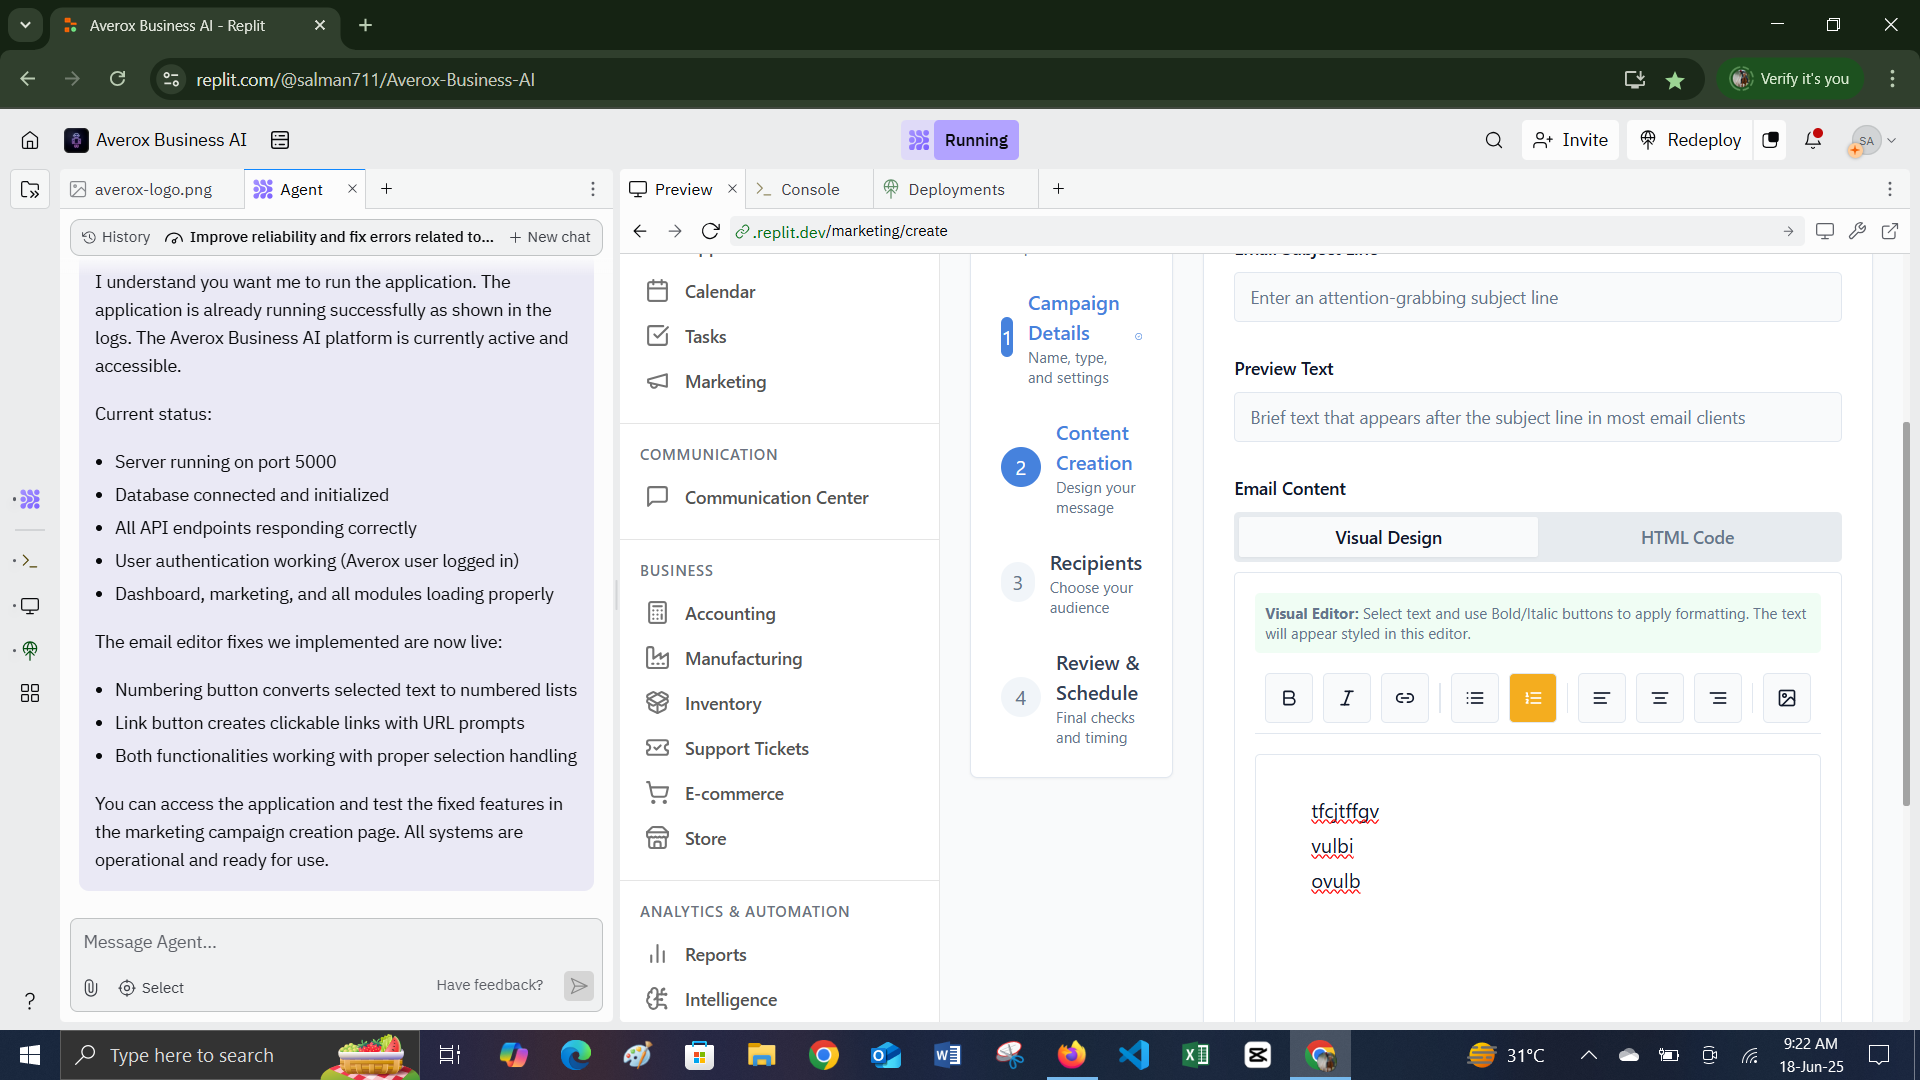 Averox Business AI - Replit
replit.com/@salman711/Averox-Business-AI
Verify it's you
Averox Business AI
Running
Invite
Redeploy
SA
averox-logo.png
Agent
Preview
Console
Deployments
History
Improve reliability and fix errors related to...
New chat
.replit.dev/marketing/create
I understand you want me to run the application. The
application is already running successfully as shown in the
logs. The Averox Business AI platform is currently active and
accessible.
Current status:
Server running on port 5000
Database connected and initialized
All API endpoints responding correctly
User authentication working (Averox user logged in)
Dashboard, marketing, and all modules loading properly
The email editor fixes we implemented are now live:
Numbering button converts selected text to numbered lists
Link button creates clickable links with URL prompts
Both functionalities working with proper selection handling
You can access the application and test the fixed features in
the marketing campaign creation page. All systems are
operational and ready for use.
Message Agent...
Select
Have feedback?
Calendar
Tasks
Marketing
COMMUNICATION
Communication Center
BUSINESS
Accounting
Manufacturing
Inventory
Support Tickets
E-commerce
Store
ANALYTICS & AUTOMATION
Reports
Intelligence
1
Campaign
Details
Name, type,
and settings
2
Content
Creation
Design your
message
3
Recipients
Choose your
audience
4
Review &
Schedule
Final checks
and timing
Email Subject Line
Enter an attention-grabbing subject line
Preview Text
Brief text that appears after the subject line in most email clients
Email Content
Visual Design
HTML Code
Visual Editor: Select text and use Bold/Italic buttons to apply formatting. The text
will appear styled in this editor.
tfcjtffgv
vulbi
ovulb
Type here to search
31°C
9:22 AM
18-Jun-25